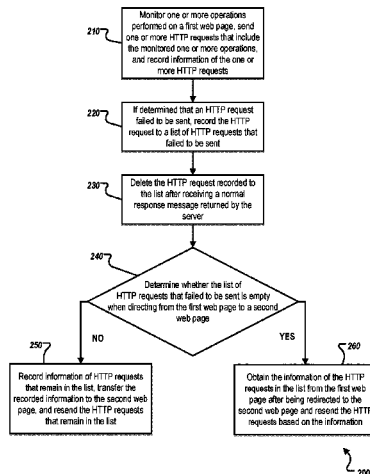 210
Monitor one or more operations
performed on a first web page, send
one or more HTTP requests that include
the monitored one or more operations,
and record information of the one or
more HTTP requests
220
If determined that an HTTP request
failed to be sent, record the HTTP
request to a list of HTTP requests that
failed to be sent
230
Delete the HTTP request recorded to
the list after receiving a normal
response message returned by the
server
240
Determine whether the list of
HTTP requests that failed to be sent is empty
when directing from the first web page to a second
web page
NO
YES
250
Record information of HTTP requests
that remain in the list, transfer the
recorded information to the second web
page, and resend the HTTP requests
that remain in the list
260
Obtain the information of the HTTP
requests in the list from the first web
page after being redirected to the
second web page and resend the HTTP
requests based on the information
200